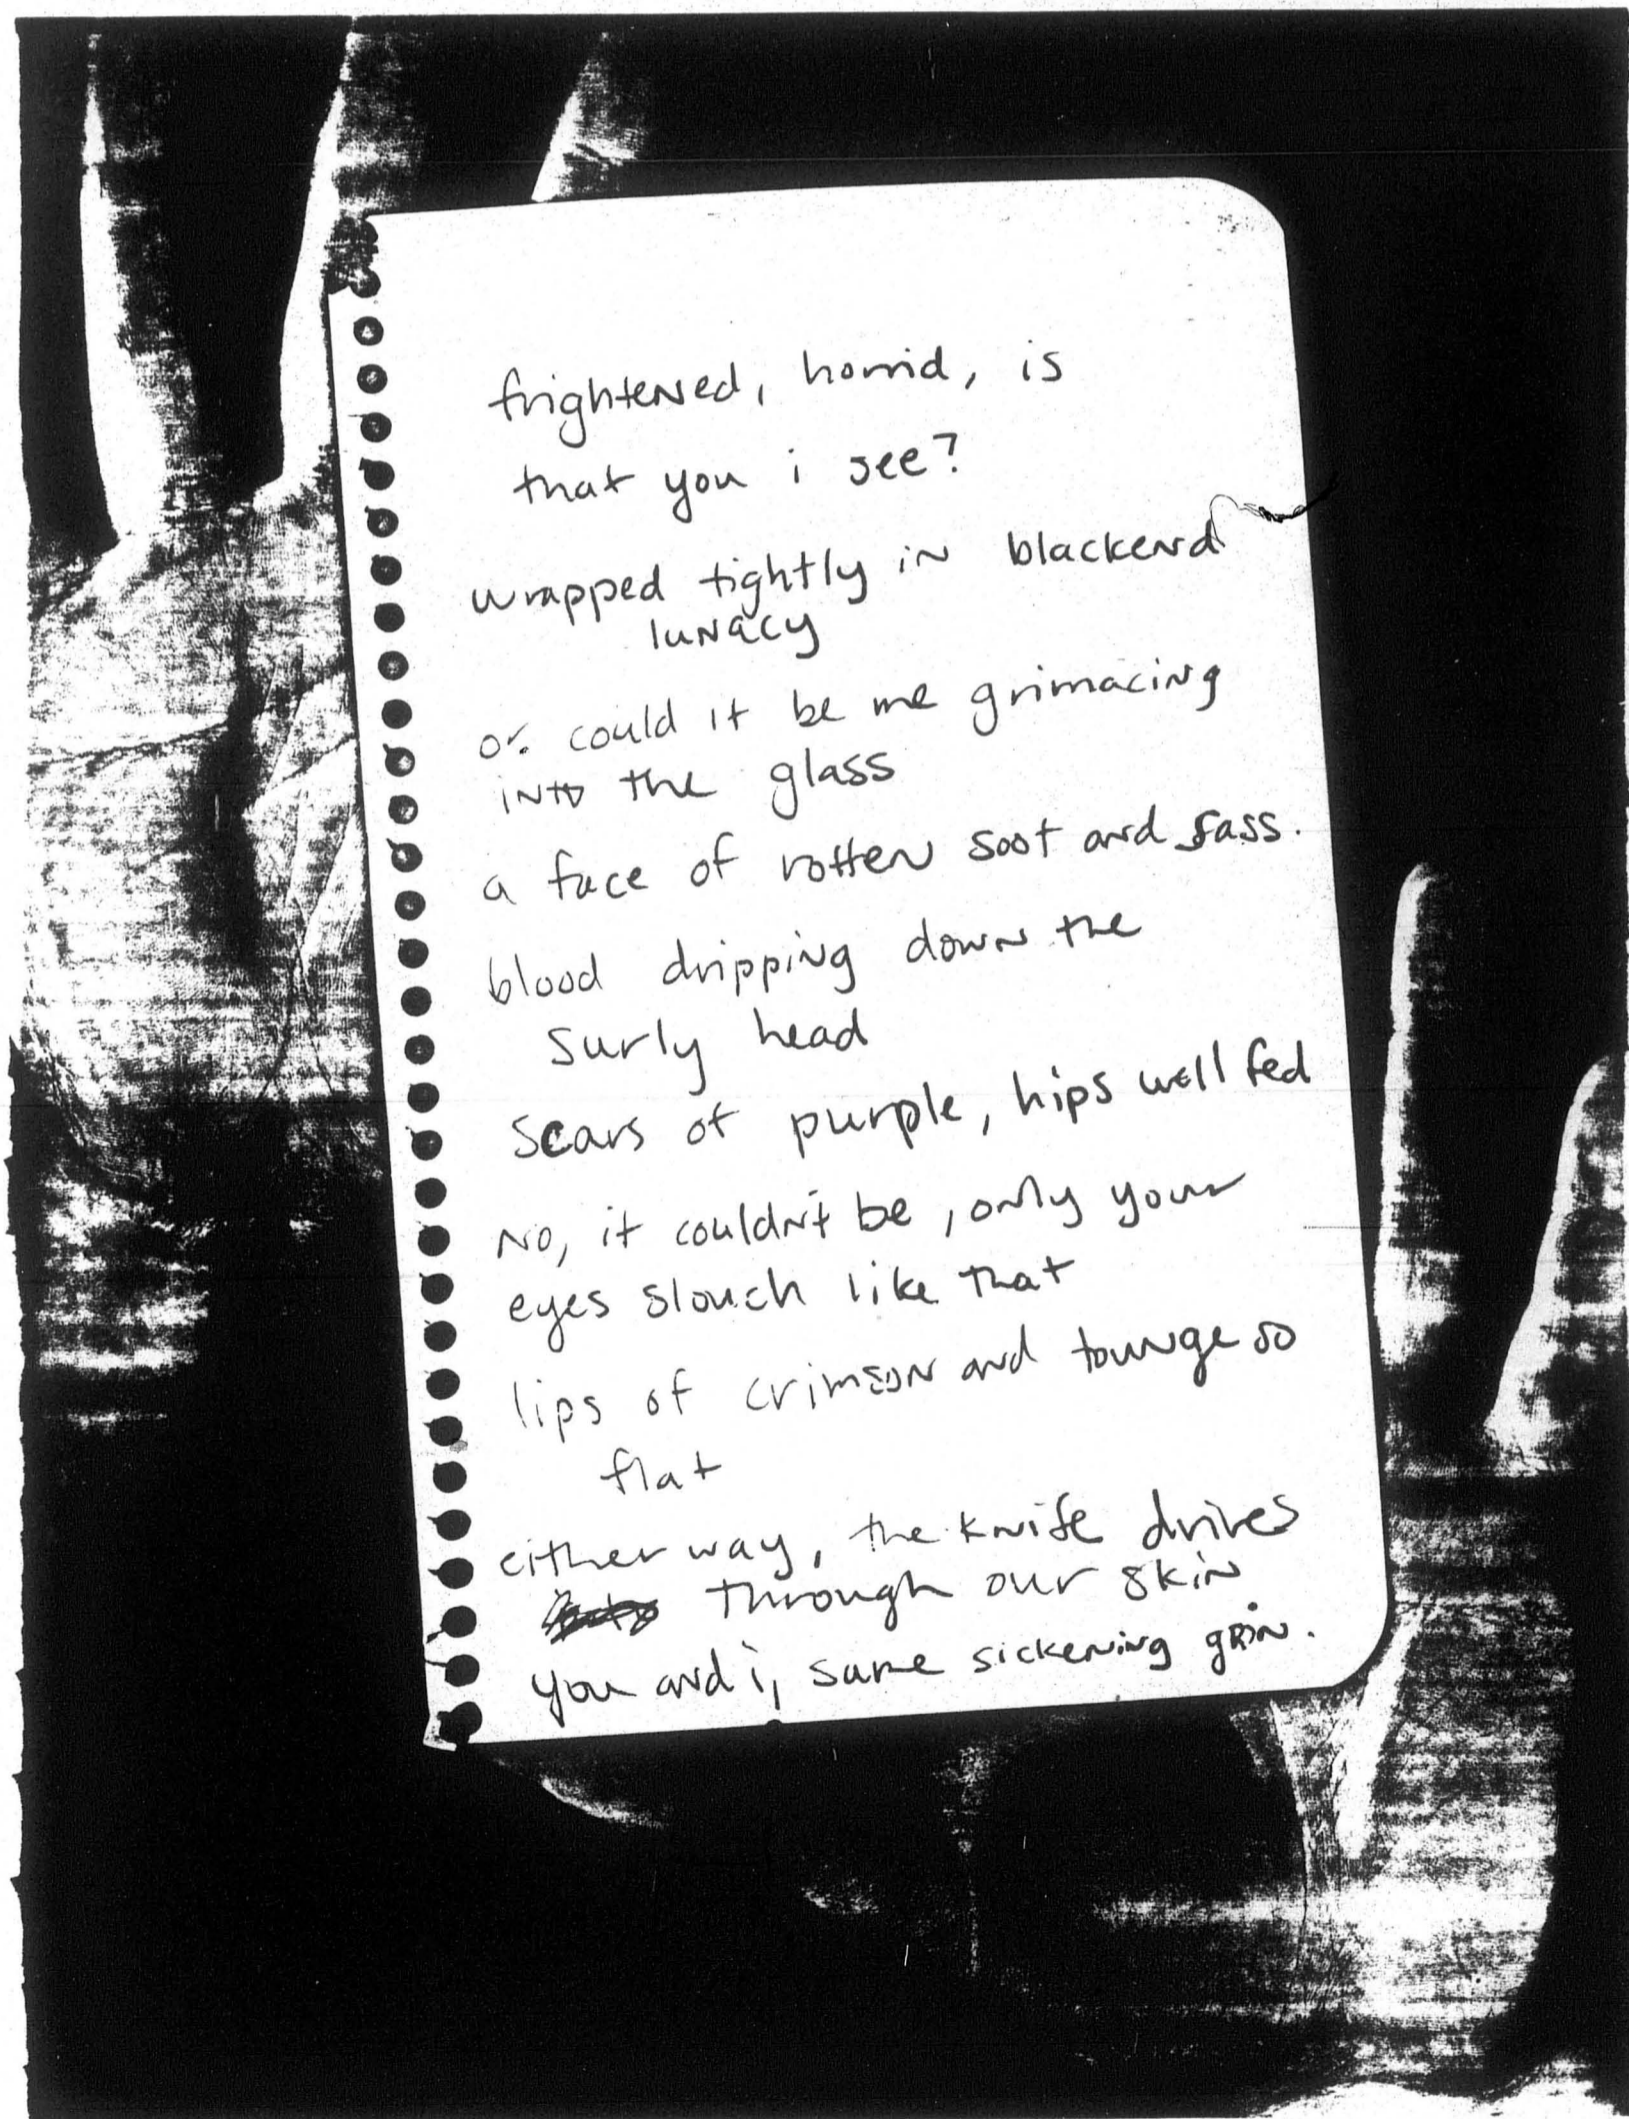 frightened, horrid, is
that you i see?
wrapped tightly in blackend
lunacy
or could it be me grimacing
into the glass
a face of rotten soot and sass.
blood dripping down the
surly head
scars of purple, hips well fed
No, it couldn't be, only your
eyes slouch like that
lips of crimson and tounge so
flat
either way, the knife drives
through our skin
you and i, same sickening grin.